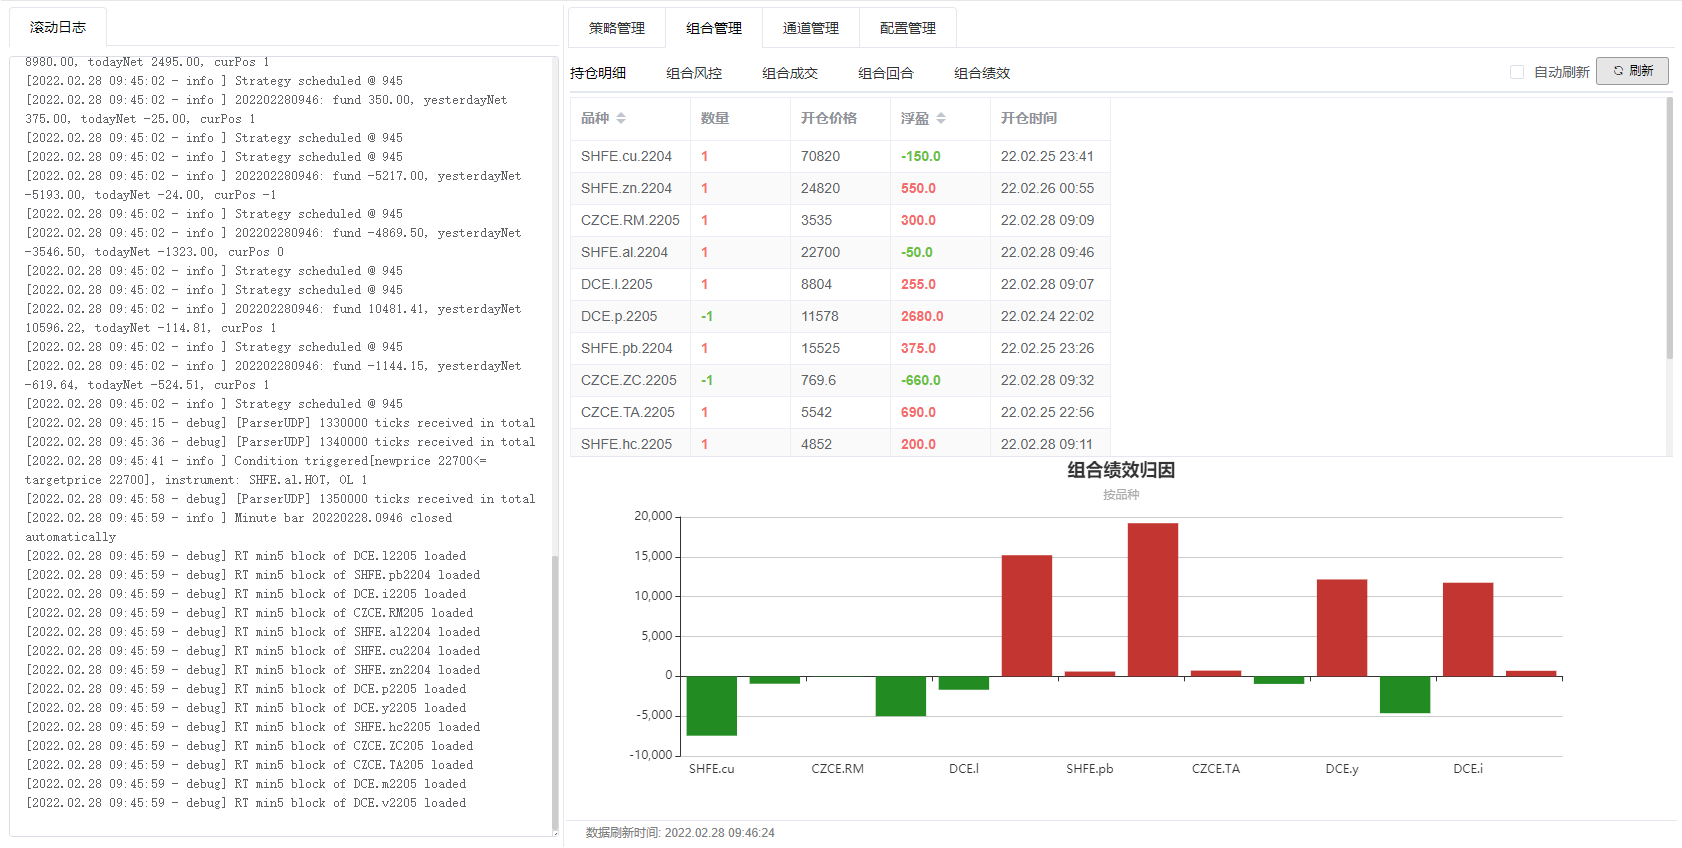 滚动日志
8980.00, todayNet 2495.00, curPos 1
[2022.02.28 09:45:02 - info ] Strategy scheduled @ 945
[2022.02.28 09:45:02 - info ] 202202280946: fund 350.00, yesterdayNet
375.00, todayNet -25.00, curPos 1
[2022.02.28 09:45:02 - info ] Strategy scheduled @ 945
[2022.02.28 09:45:02 - info ] Strategy scheduled @ 945
[2022.02.28 09:45:02 - info ] 202202280946: fund -5217.00, yesterdayNet
-5193.00, todayNet -24.00, curPos -1
[2022.02.28 09:45:02 - info ] Strategy scheduled @ 945
[2022.02.28 09:45:02 - info ] 202202280946: fund -4869.50, yesterdayNet
-3546.50, todayNet -1323.00, curPos 0
[2022.02.28 09:45:02 - info ] Strategy scheduled @ 945
[2022.02.28 09:45:02 - info ] Strategy scheduled @ 945
[2022.02.28 09:45:02 - info ] 202202280946: fund 10481.41, yesterdayNet
10596.22, todayNet -114.81, curPos 1
[2022.02.28 09:45:02 - info ] Strategy scheduled @ 945
[2022.02.28 09:45:02 - info ] 202202280946: fund -1144.15, yesterdayNet
-619.64, todayNet -524.51, curPos 1
[2022.02.28 09:45:02 - info ] Strategy scheduled @ 945
[2022.02.28 09:45:15 - debug] [ParserUDP] 1330000 ticks received in total
[2022.02.28 09:45:36 - debug] [ParserUDP] 1340000 ticks received in total
[2022.02.28 09:45:41 - info ] Condition triggered[newprice 22700<=
targetprice 22700], instrument: SHFE.al.HOT, OL 1
[2022.02.28 09:45:58 - debug] [ParserUDP] 1350000 ticks received in total
[2022.02.28 09:45:59 - info ] Minute bar 20220228.0946 closed
automatically
[2022.02.28 09:45:59 - debug] RT min5 block of DCE.l2205 loaded
[2022.02.28 09:45:59 - debug] RT min5 block of SHFE.pb2204 loaded
[2022.02.28 09:45:59 - debug] RT min5 block of DCE.i2205 loaded
[2022.02.28 09:45:59 - debug] RT min5 block of CZCE.RM205 loaded
[2022.02.28 09:45:59 - debug] RT min5 block of SHFE.al2204 loaded
[2022.02.28 09:45:59 - debug] RT min5 block of SHFE.cu2204 loaded
[2022.02.28 09:45:59 - debug] RT min5 block of SHFE.zn2204 loaded
[2022.02.28 09:45:59 - debug] RT min5 block of DCE.p2205 loaded
[2022.02.28 09:45:59 - debug] RT min5 block of DCE.y2205 loaded
[2022.02.28 09:45:59 - debug] RT min5 block of SHFE.hc2205 loaded
[2022.02.28 09:45:59 - debug] RT min5 block of CZCE.ZC205 loaded
[2022.02.28 09:45:59 - debug] RT min5 block of CZCE.TA205 loaded
[2022.02.28 09:45:59 - debug] RT min5 block of DCE.m2205 loaded
[2022.02.28 09:45:59 - debug] RT min5 block of DCE.v2205 loaded
策略管理 组合管理 通道管理 配置管理
持仓明细 组合风控 组合成交 组合回合 组合绩效 自动刷新 刷新
品种 数量 开仓价格 浮盈 开仓时间
SHFE.cu.2204 1 70820 -150.0 22.02.25 23:41
SHFE.zn.2204 1 24820 550.0 22.02.26 00:55
CZCE.RM.2205 1 3535 300.0 22.02.28 09:09
SHFE.al.2204 1 22700 -50.0 22.02.28 09:46
DCE.l.2205 1 8804 255.0 22.02.28 09:07
DCE.p.2205 -1 11578 2680.0 22.02.24 22:02
SHFE.pb.2204 1 15525 375.0 22.02.25 23:26
CZCE.ZC.2205 -1 769.6 -660.0 22.02.28 09:32
CZCE.TA.2205 1 5542 690.0 22.02.25 22:56
SHFE.hc.2205 1 4852 200.0 22.02.28 09:11
组合绩效归因
按品种
20,000
15,000
10,000
5,000
0
-5,000
-10,000
SHFE.cu CZCE.RM DCE.l SHFE.pb CZCE.TA DCE.y DCE.i
数据刷新时间: 2022.02.28 09:46:24